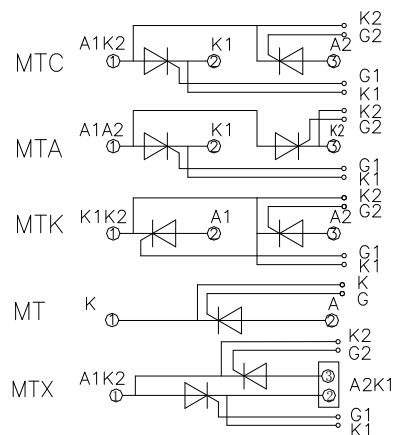 K2
G2
MTC A1K2 K1 A2
1 2 3
G1
K1
K2
G2
MTA A1A2 K1 K2
1 2 3
G1
K1
K2
G2
MTK K1K2 A1 A2
1 2 3
G1
K1
K
G
MT K A
1 2
K2
G2
MTX A1K2 3 A2K1
1 2
G1
K1